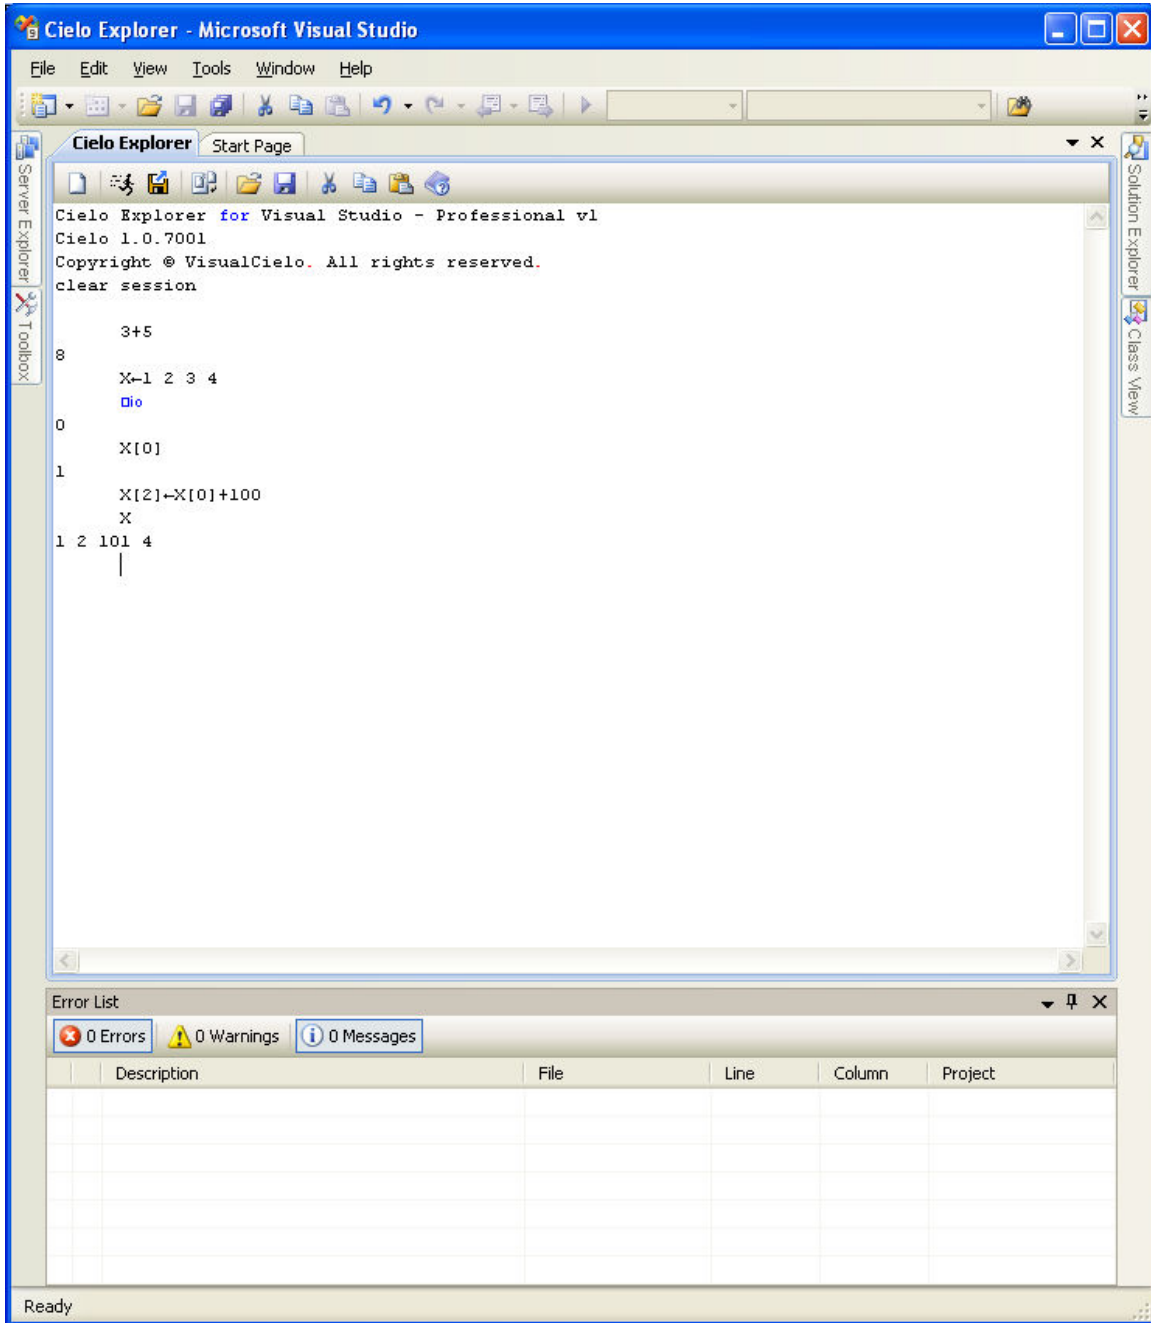 Cielo Explorer - Microsoft Visual Studio
File Edit View Tools Window Help
Cielo Explorer Start Page
Server Explorer
Toolbox
Solution Explorer
Class View
Cielo Explorer for Visual Studio - Professional v1
Cielo 1.0.7001
Copyright © VisualCielo. All rights reserved.
clear session
3+5
8
X←1 2 3 4
⎕io
0
X[0]
1
X[2]←X[0]+100
X
1 2 101 4
Error List
0 Errors 0 Warnings 0 Messages
Description File Line Column Project
Ready